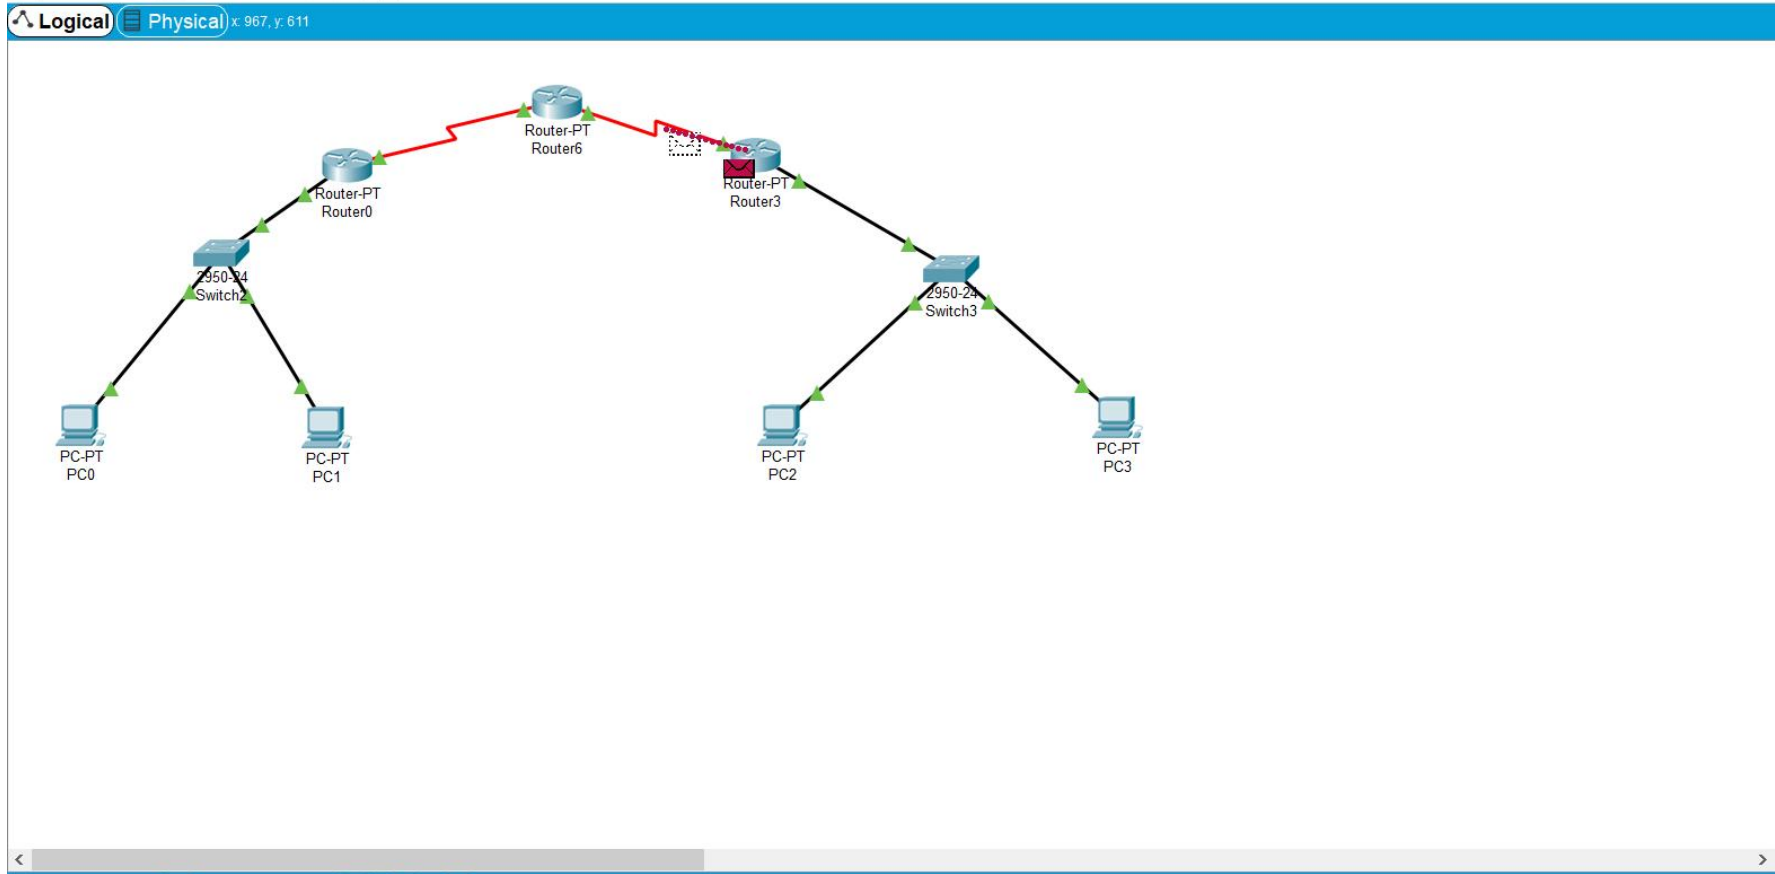 Logical Physical x: 967, y: 611
Router-PT
Router6
Router-PT
Router3
Router-PT
Router0
2950-24
Switch2
2950-24
Switch3
PC-PT
PC0
PC-PT
PC1
PC-PT
PC2
PC-PT
PC3